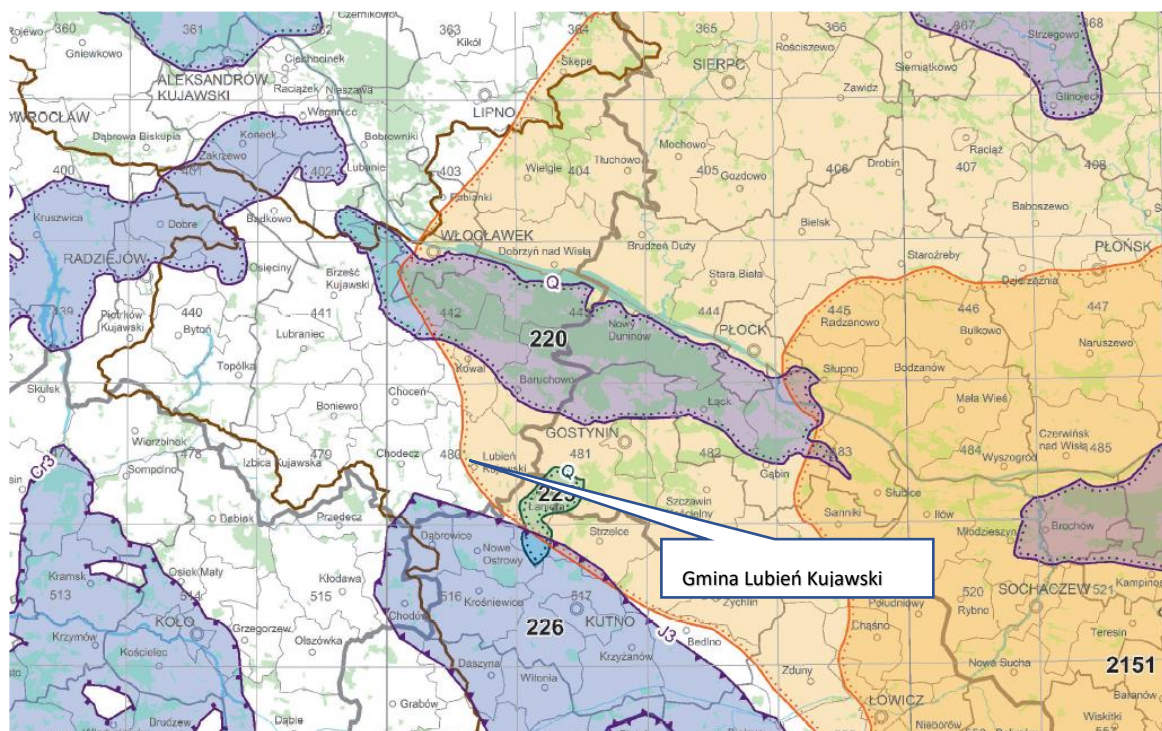 360
361
362
363
364
365
366
367
368
Rojewo
Gniewkowo
Czernikowo
Kikół
Ciechocinek
ALEKSANDRÓW
KUJAWSKI
Raciążek
Nieszawa
Waganiec
LIPNO
Skępe
SIERPC
Rościszewo
Zawidz
Siemiątkowo
Strzegowo
Glinojeck
OWROCŁAW
Dąbrowa Biskupia
Koneck
Zakrzewo
Bobrowniki
Lubanie
400
401
402
403
404
405
406
407
408
Wielgie
Tłuchowo
Mochowo
Gozdowo
Drobin
Raciąż
Baboszewo
Fabianki
Kruszwica
Dobre
Bądkowo
WŁOCŁAWEK
Dobrzyń nad Wisłą
Brudzeń Duży
Bielsk
Stara Biała
Staroźreby
PŁOŃSK
Dzierzążnia
RADZIEJÓW
Osięciny
Brześć
Kujawski
Q
439
440
441
442
443
444
445
446
447
Piotrków
Kujawski
Bytoń
Lubraniec
220
Nowy
Duninów
PŁOCK
Radzanowo
Bulkowo
Naruszewo
Skulsk
Topólka
Kowal
Baruchowo
Słupno
Bodzanów
Choceń
Boniewo
Łąck
Mała Wieś
Wierzbinek
GOSTYNIN
Czerwińsk
nad Wisłą
Cr3
477
478
479
480
481
482
483
484
485
Sompolno
Izbica Kujawska
Chodecz
Lubień
Kujawski
Q
Gąbin
Wyszogród
225
Łanięta
Szczawin
Kościelny
Słubice
Dąbrowice
Strzelce
Sanniki
Iłów
Babiak
Przedecz
Nowe
Ostrowy
Młodzieszyn
Brochów
Gmina Lubień Kujawski
Kramsk
Osiek Mały
Kłodawa
513
514
515
516
517
520
521
Krośniewice
Żychlin
Południowy
Rybno
SOCHACZEW
Kampinos
KOŁO
Chodów
226
KUTNO
J3
Krzymów
Grzegorzew
Olszówka
Krzyżanów
Bedlno
Chąśno
Teresin
Kościelec
Daszyna
Witonia
Zduny
Nowa Sucha
2151
Grabów
ŁOWICZ
Baranów
Brudzew
Dąbie
Nieborów
Wiskitki